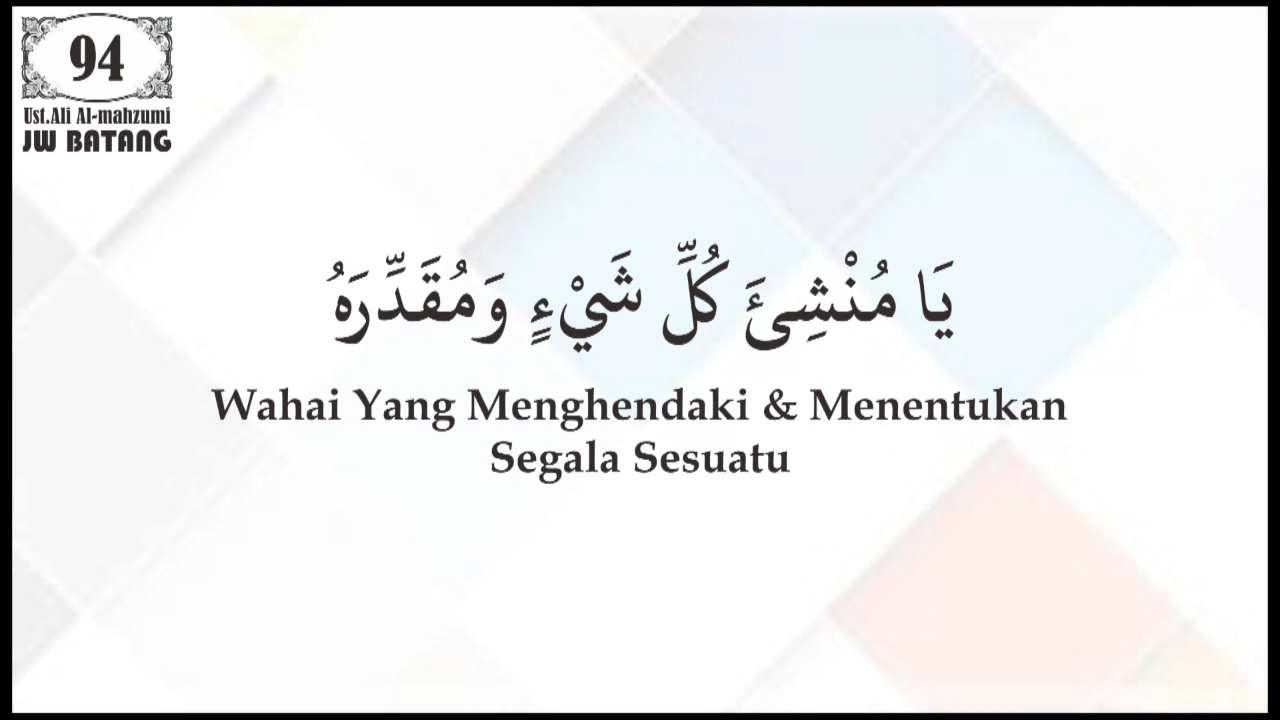 94
Ust.Ali Al-mahzumi
JW BATANG
يَا مُنْشِئَ كُلِّ شَيْءٍ وَمُقَدِّرَهُ
Wahai Yang Menghendaki & Menentukan
Segala Sesuatu